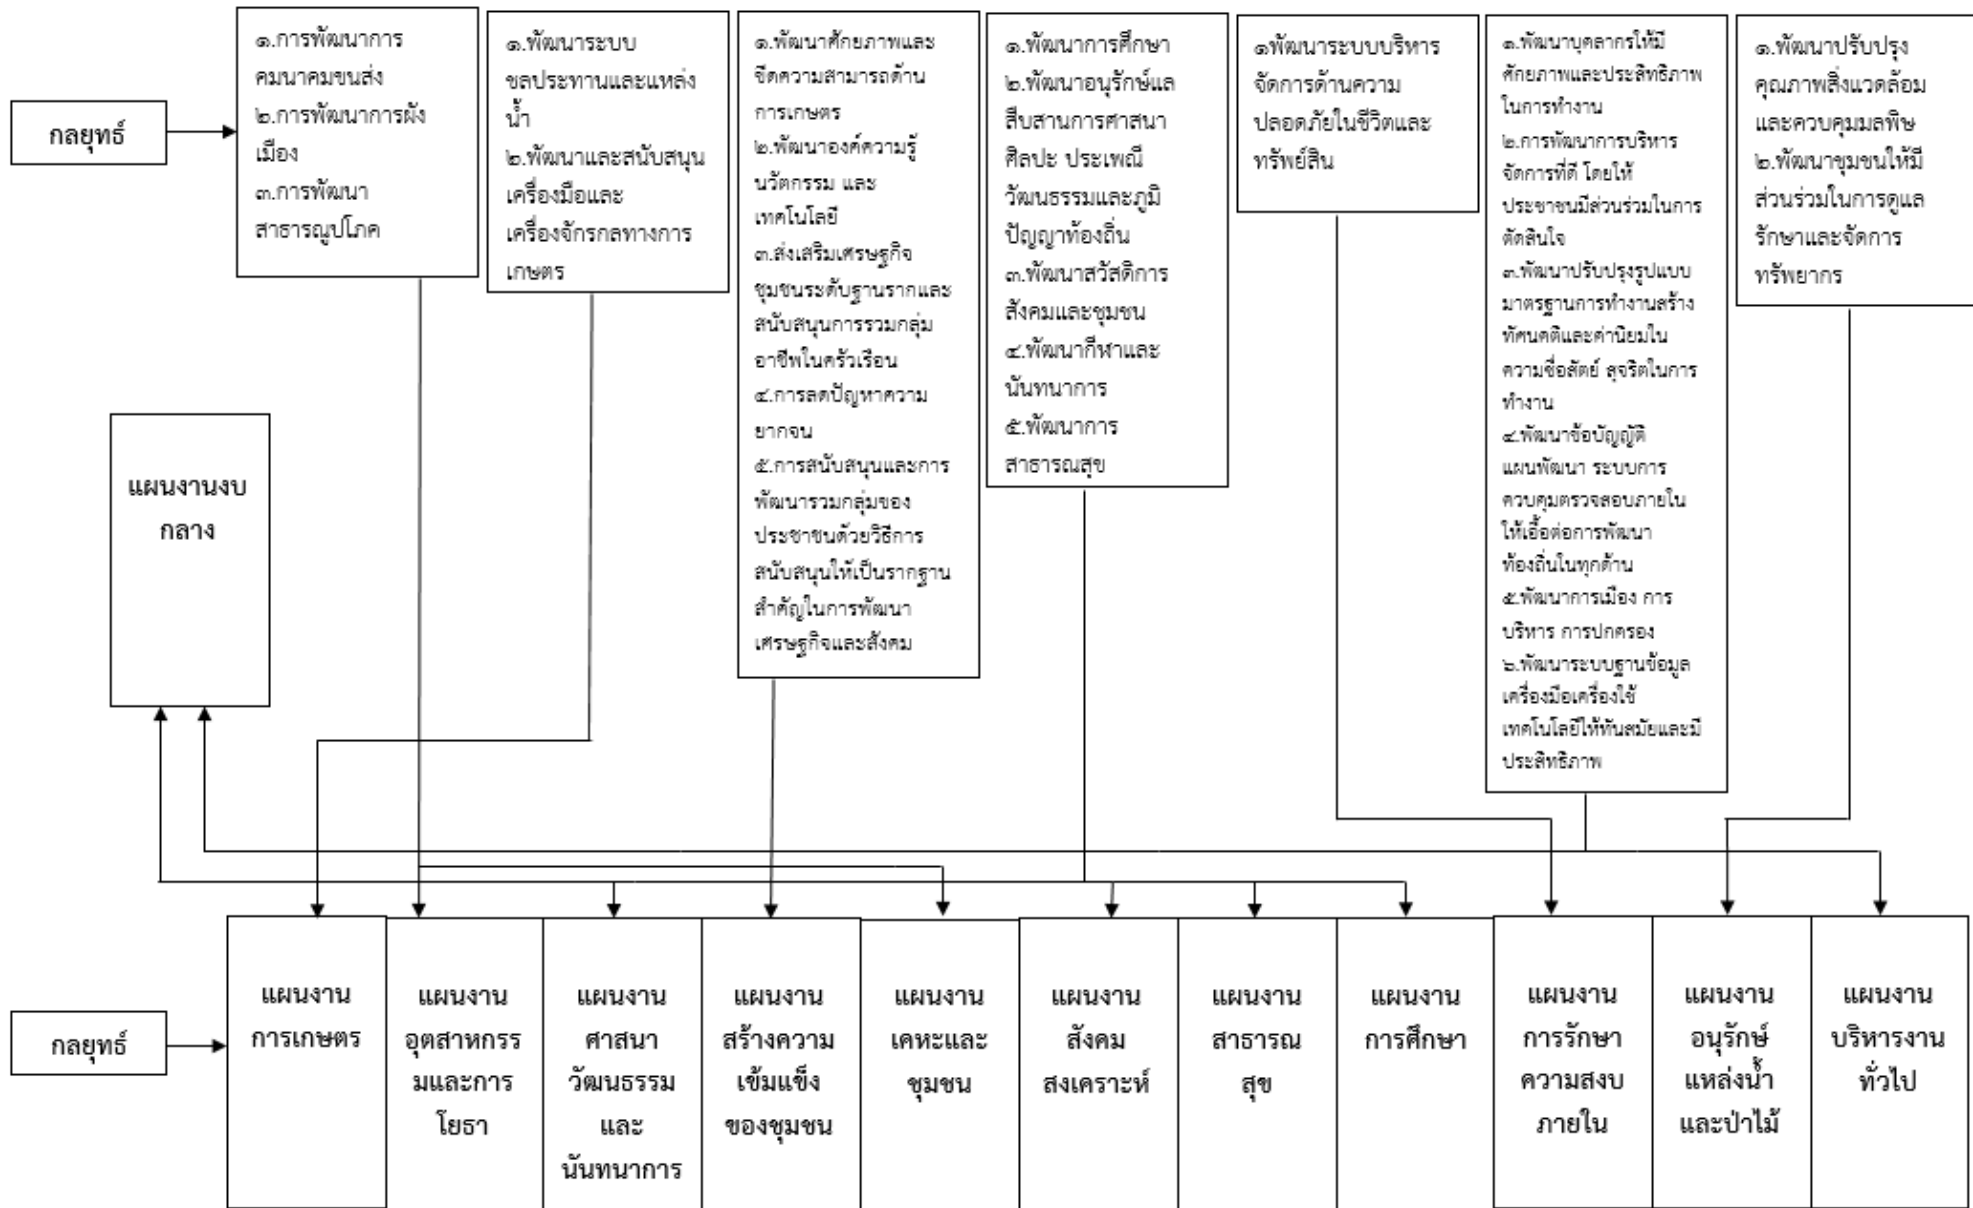 กลยุทธ์
๑.การพัฒนาการ
คมนาคมขนส่ง
๒.การพัฒนาการผัง
เมือง
๓.การพัฒนา
สาธารณูปโภค
๑.พัฒนาระบบ
ชลประทานและแหล่ง
น้ำ
๒.พัฒนาและสนับสนุน
เครื่องมือและ
เครื่องจักรกลทางการ
เกษตร
๑.พัฒนาศักยภาพและ
ขีดความสามารถด้าน
การเกษตร
๒.พัฒนาองค์ความรู้
นวัตกรรม และ
เทคโนโลยี
๓.ส่งเสริมเศรษฐกิจ
ชุมชนระดับฐานรากและ
สนับสนุนการรวมกลุ่ม
อาชีพในครัวเรือน
๔.การลดปัญหาความ
ยากจน
๕.การสนับสนุนและการ
พัฒนารวมกลุ่มของ
ประชาชนด้วยวิธีการ
สนับสนุนให้เป็นรากฐาน
สำคัญในการพัฒนา
เศรษฐกิจและสังคม
๑.พัฒนาการศึกษา
๒.พัฒนาอนุรักษ์แล
สืบสานการศาสนา
ศิลปะ ประเพณี
วัฒนธรรมและภูมิ
ปัญญาท้องถิ่น
๓.พัฒนาสวัสดิการ
สังคมและชุมชน
๔.พัฒนากีฬาและ
นันทนาการ
๕.พัฒนาการ
สาธารณสุข
๑พัฒนาระบบบริหาร
จัดการด้านความ
ปลอดภัยในชีวิตและ
ทรัพย์สิน
๑.พัฒนาบุคลากรให้มี
ศักยภาพและประสิทธิภาพ
ในการทำงาน
๒.การพัฒนาการบริหาร
จัดการที่ดี โดยให้
ประชาชนมีส่วนร่วมในการ
ตัดสินใจ
๓.พัฒนาปรับปรุงรูปแบบ
มาตรฐานการทำงานสร้าง
ทัศนคติและค่านิยมใน
ความซื่อสัตย์ สุจริตในการ
ทำงาน
๔.พัฒนาข้อบัญญัติ
แผนพัฒนา ระบบการ
ควบคุมตรวจสอบภายใน
ให้เอื้อต่อการพัฒนา
ท้องถิ่นในทุกด้าน
๕.พัฒนาการเมือง การ
บริหาร การปกครอง
๖.พัฒนาระบบฐานข้อมูล
เครื่องมือเครื่องใช้
เทคโนโลยีให้ทันสมัยและมี
ประสิทธิภาพ
๑.พัฒนาปรับปรุง
คุณภาพสิ่งแวดล้อม
และควบคุมมลพิษ
๒.พัฒนาชุมชนให้มี
ส่วนร่วมในการดูแล
รักษาและจัดการ
ทรัพยากร
แผนงานงบ
กลาง
กลยุทธ์
แผนงาน
การเกษตร
แผนงาน
อุตสาหกรร
มและการ
โยธา
แผนงาน
ศาสนา
วัฒนธรรม
และ
นันทนาการ
แผนงาน
สร้างความ
เข้มแข็ง
ของชุมชน
แผนงาน
เคหะและ
ชุมชน
แผนงาน
สังคม
สงเคราะห์
แผนงาน
สาธารณ
สุข
แผนงาน
การศึกษา
แผนงาน
การรักษา
ความสงบ
ภายใน
แผนงาน
อนุรักษ์
แหล่งน้ำ
และป่าไม้
แผนงาน
บริหารงาน
ทั่วไป